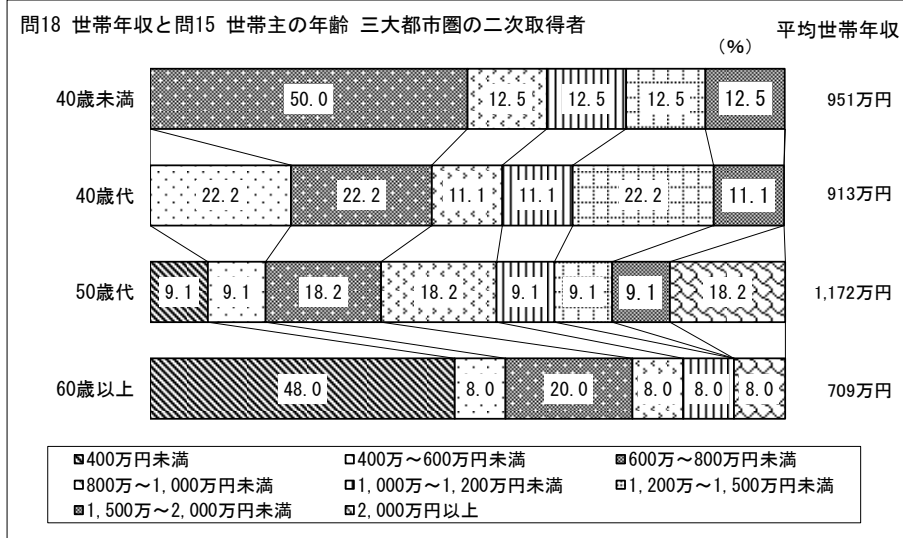 問18 世帯年収と問15 世帯主の年齢 三大都市圏の二次取得者
平均世帯年収
（%）
40歳未満 50.0 12.5 12.5 12.5 12.5 951万円
40歳代 22.2 22.2 11.1 11.1 22.2 11.1 913万円
50歳代 9.1 9.1 18.2 18.2 9.1 9.1 9.1 18.2 1,172万円
60歳以上 48.0 8.0 20.0 8.0 8.0 8.0 709万円
400万円未満 400万～600万円未満 600万～800万円未満
800万～1,000万円未満 1,000万～1,200万円未満 1,200万～1,500万円未満
1,500万～2,000万円未満 2,000万円以上